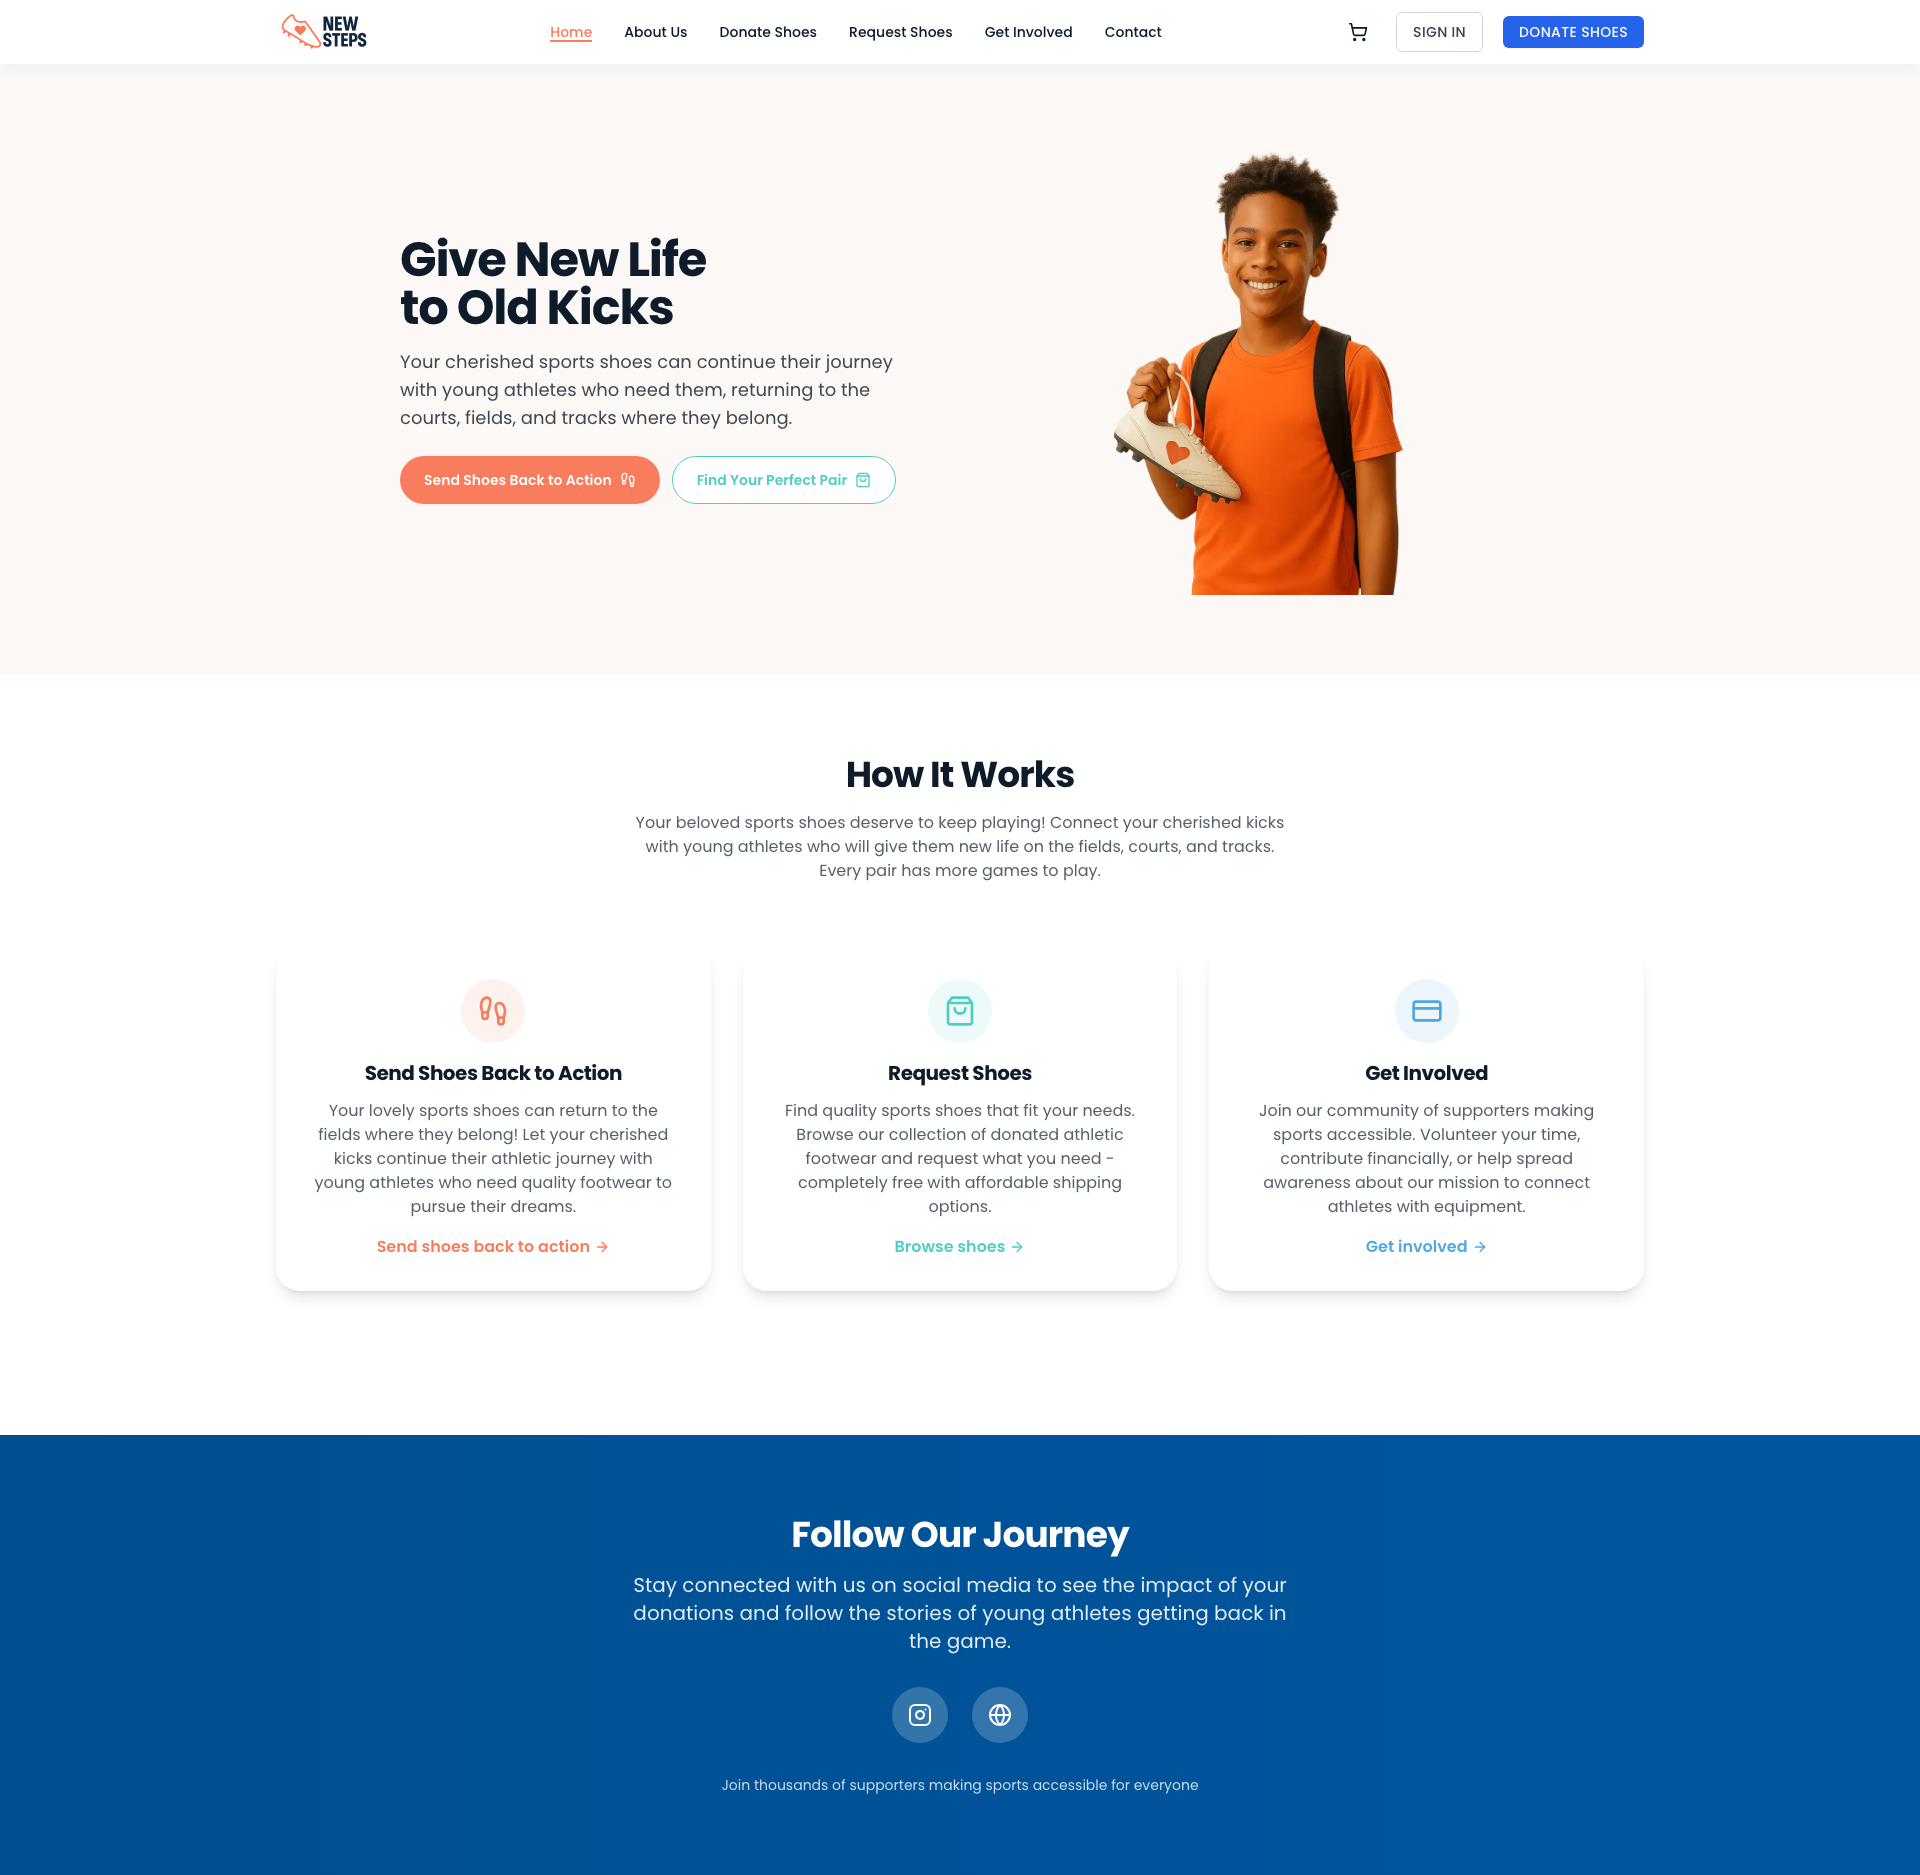 NEW
STEPS
Home
About Us
Donate Shoes
Request Shoes
Get Involved
Contact
SIGN IN
DONATE SHOES
Give New Life
to Old Kicks
Your cherished sports shoes can continue their journey
with young athletes who need them, returning to the
courts, fields, and tracks where they belong.
Send Shoes Back to Action
Find Your Perfect Pair
How It Works
Your beloved sports shoes deserve to keep playing! Connect your cherished kicks
with young athletes who will give them new life on the fields, courts, and tracks.
Every pair has more games to play.
Send Shoes Back to Action
Your lovely sports shoes can return to the
fields where they belong! Let your cherished
kicks continue their athletic journey with
young athletes who need quality footwear to
pursue their dreams.
Send shoes back to action →
Request Shoes
Find quality sports shoes that fit your needs.
Browse our collection of donated athletic
footwear and request what you need -
completely free with affordable shipping
options.
Browse shoes →
Get Involved
Join our community of supporters making
sports accessible. Volunteer your time,
contribute financially, or help spread
awareness about our mission to connect
athletes with equipment.
Get involved →
Follow Our Journey
Stay connected with us on social media to see the impact of your
donations and follow the stories of young athletes getting back in
the game.
Join thousands of supporters making sports accessible for everyone